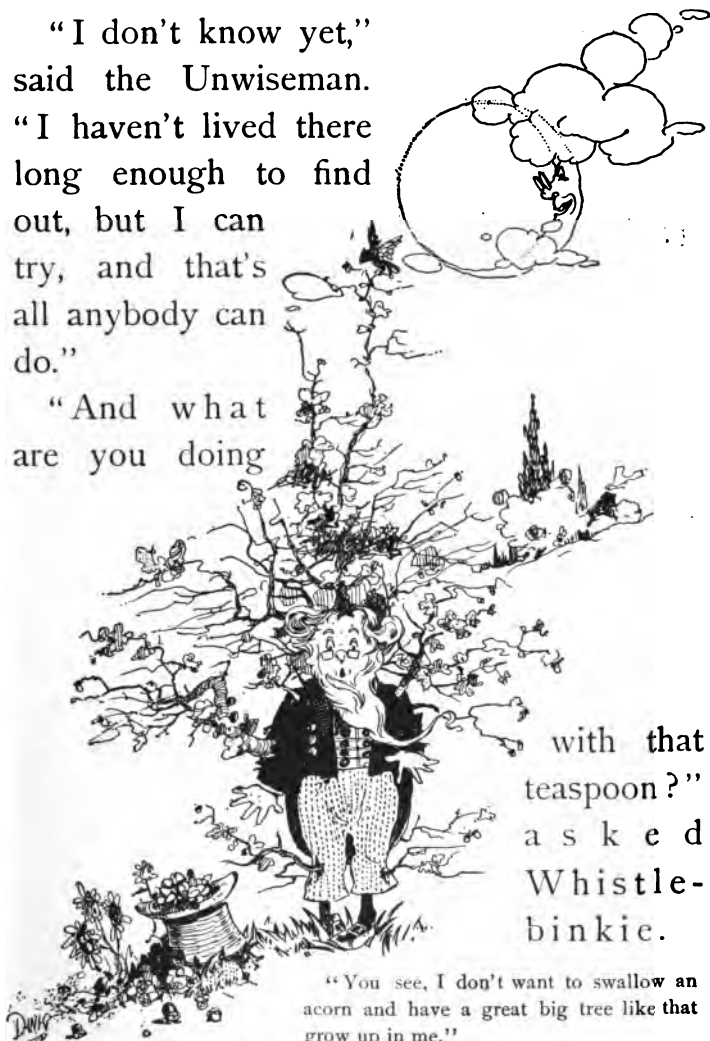 “I don't know yet,”
said the Unwiseman.
“I haven't lived there
long enough to find
out, but I can
try, and that's
all anybody can
do.”
“And what
are you doing
with that
teaspoon?”
asked
Whistle-
binkie.
“You see, I don't want to swallow an
acorn and have a great big tree like that
grow up in me.”